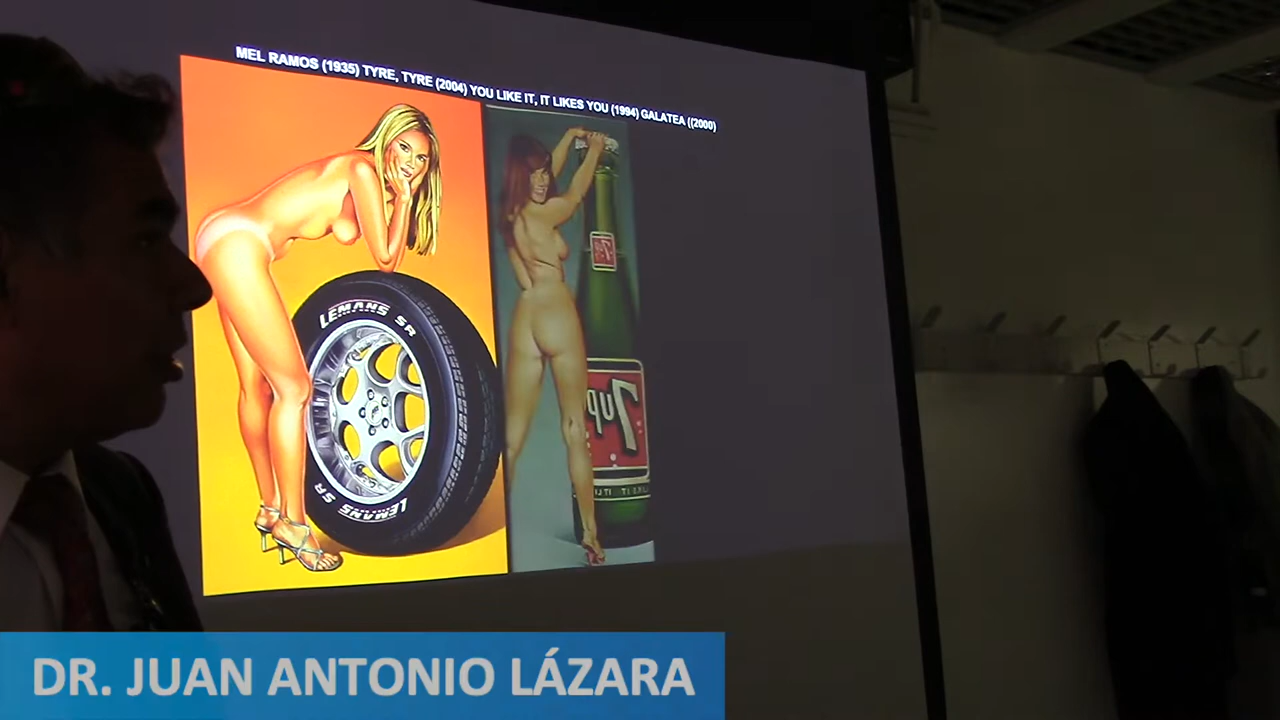 MEL RAMOS (1935) TYRE, TYRE (2004) YOU LIKE IT, IT LIKES YOU (1994) GALATEA ((2000)
LEMANS SR
LEMANS SR
7up
DR. JUAN ANTONIO LÁZARA